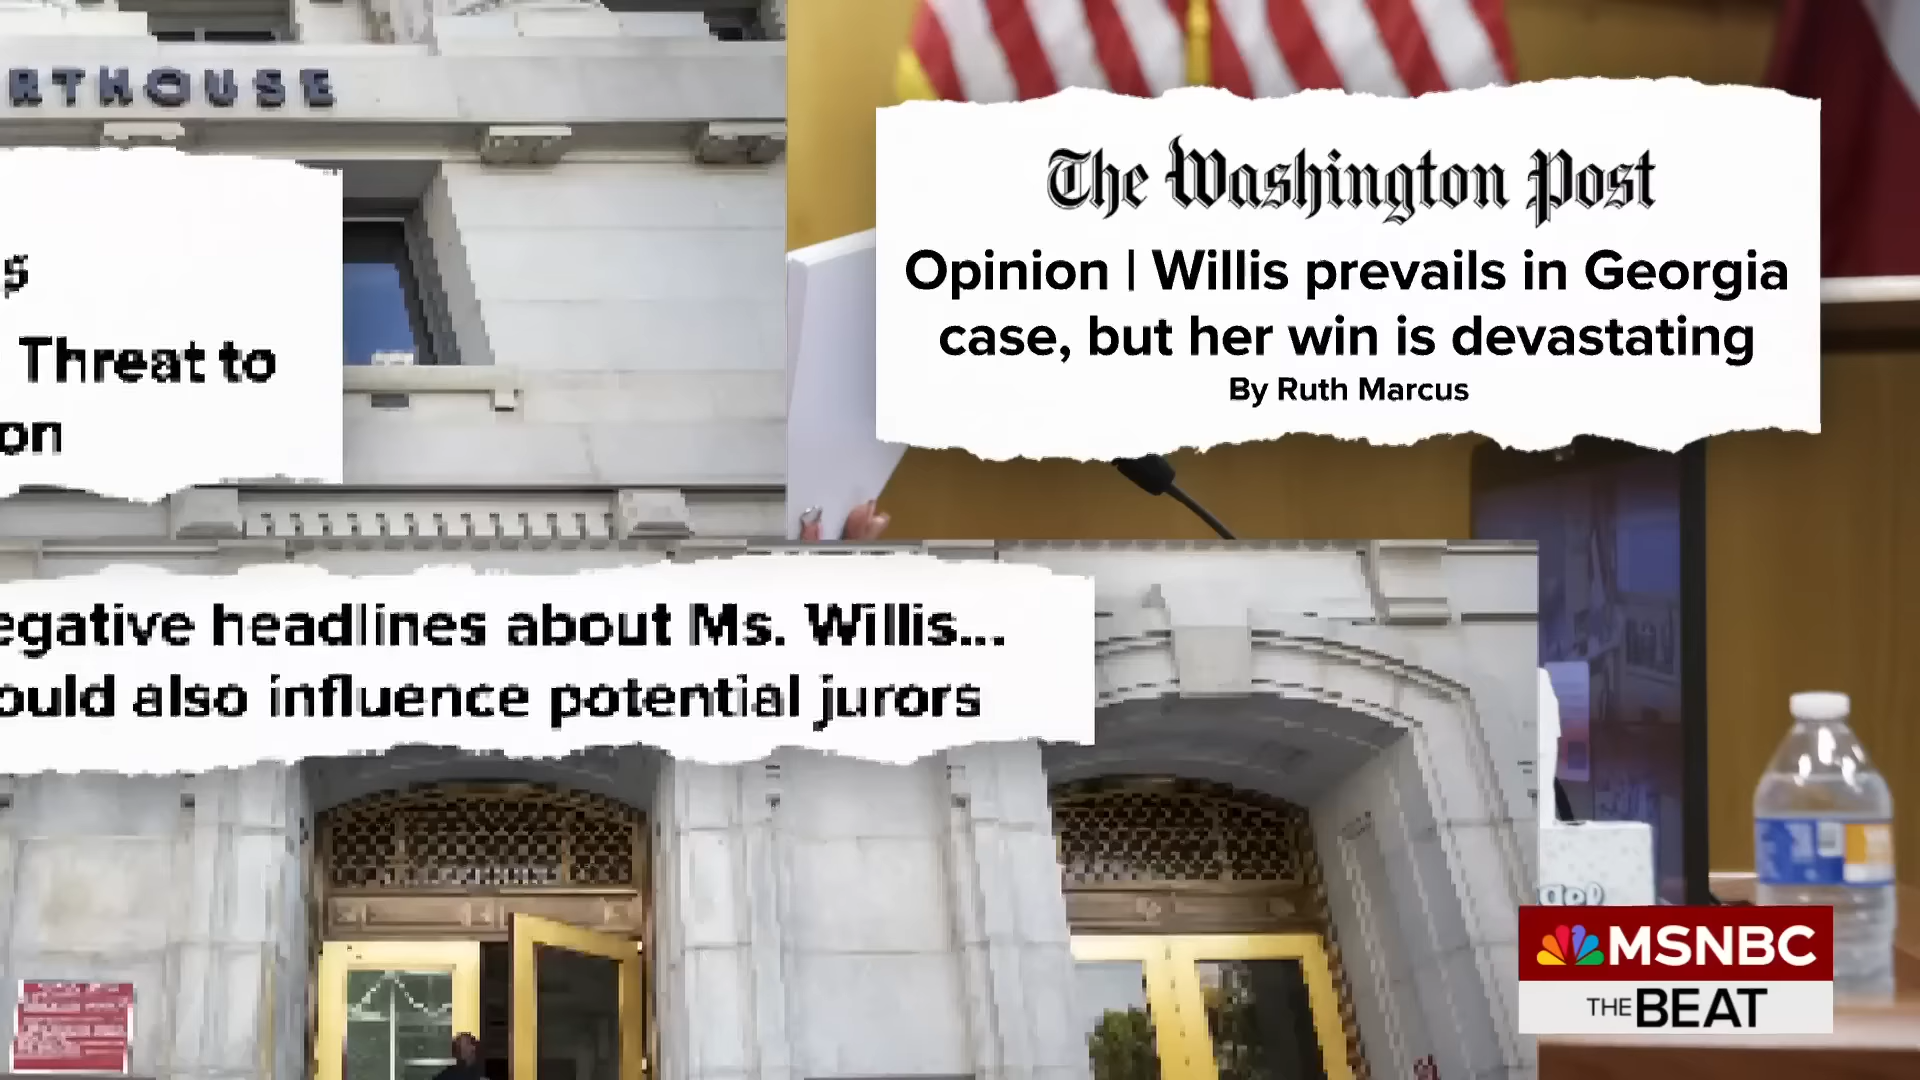 RTHOUSE
The Washington Post
Opinion | Willis prevails in Georgia
case, but her win is devastating
By Ruth Marcus
s
Threat to
on
egative headlines about Ms. Willis...
ould also influence potential jurors
MSNBC
THE BEAT